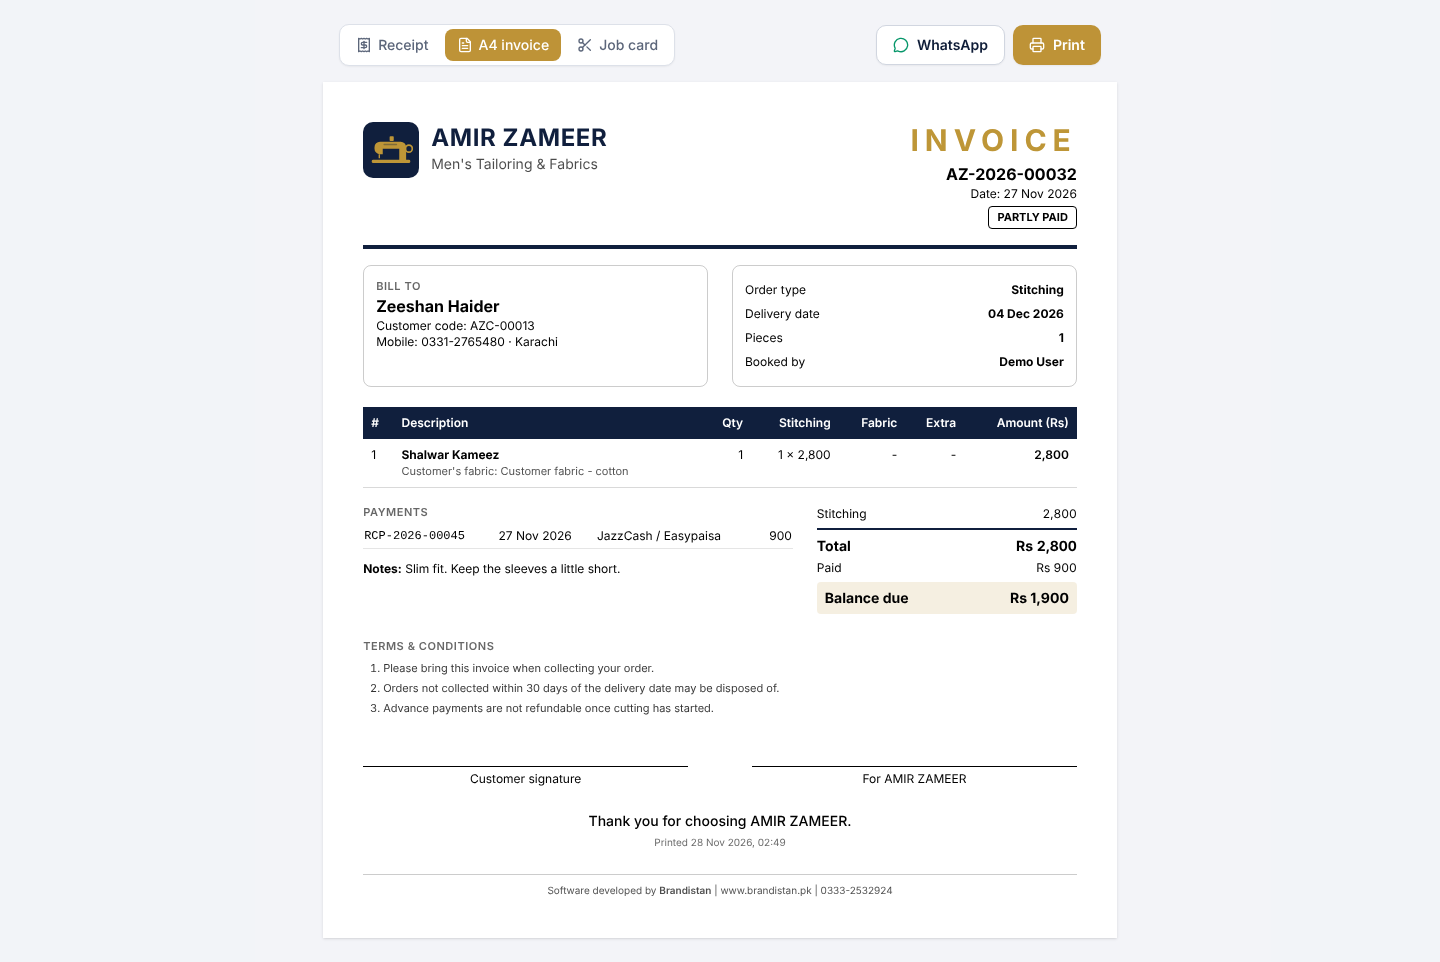 Receipt
A4 invoice
Job card
WhatsApp
Print
AMIR ZAMEER
Men's Tailoring & Fabrics
INVOICE
AZ-2026-00032
Date: 27 Nov 2026
PARTLY PAID
BILL TO
Zeeshan Haider
Customer code: AZC-00013
Mobile: 0331-2765480 · Karachi
Order type Stitching
Delivery date 04 Dec 2026
Pieces 1
Booked by Demo User
# Description Qty Stitching Fabric Extra Amount (Rs)
1 Shalwar Kameez 1 1 × 2,800 - - 2,800
Customer's fabric: Customer fabric - cotton
PAYMENTS
RCP-2026-00045 27 Nov 2026 JazzCash / Easypaisa 900
Notes: Slim fit. Keep the sleeves a little short.
Stitching 2,800
Total Rs 2,800
Paid Rs 900
Balance due Rs 1,900
TERMS & CONDITIONS
1. Please bring this invoice when collecting your order.
2. Orders not collected within 30 days of the delivery date may be disposed of.
3. Advance payments are not refundable once cutting has started.
Customer signature
For AMIR ZAMEER
Thank you for choosing AMIR ZAMEER.
Printed 28 Nov 2026, 02:49
Software developed by Brandistan | www.brandistan.pk | 0333-2532924